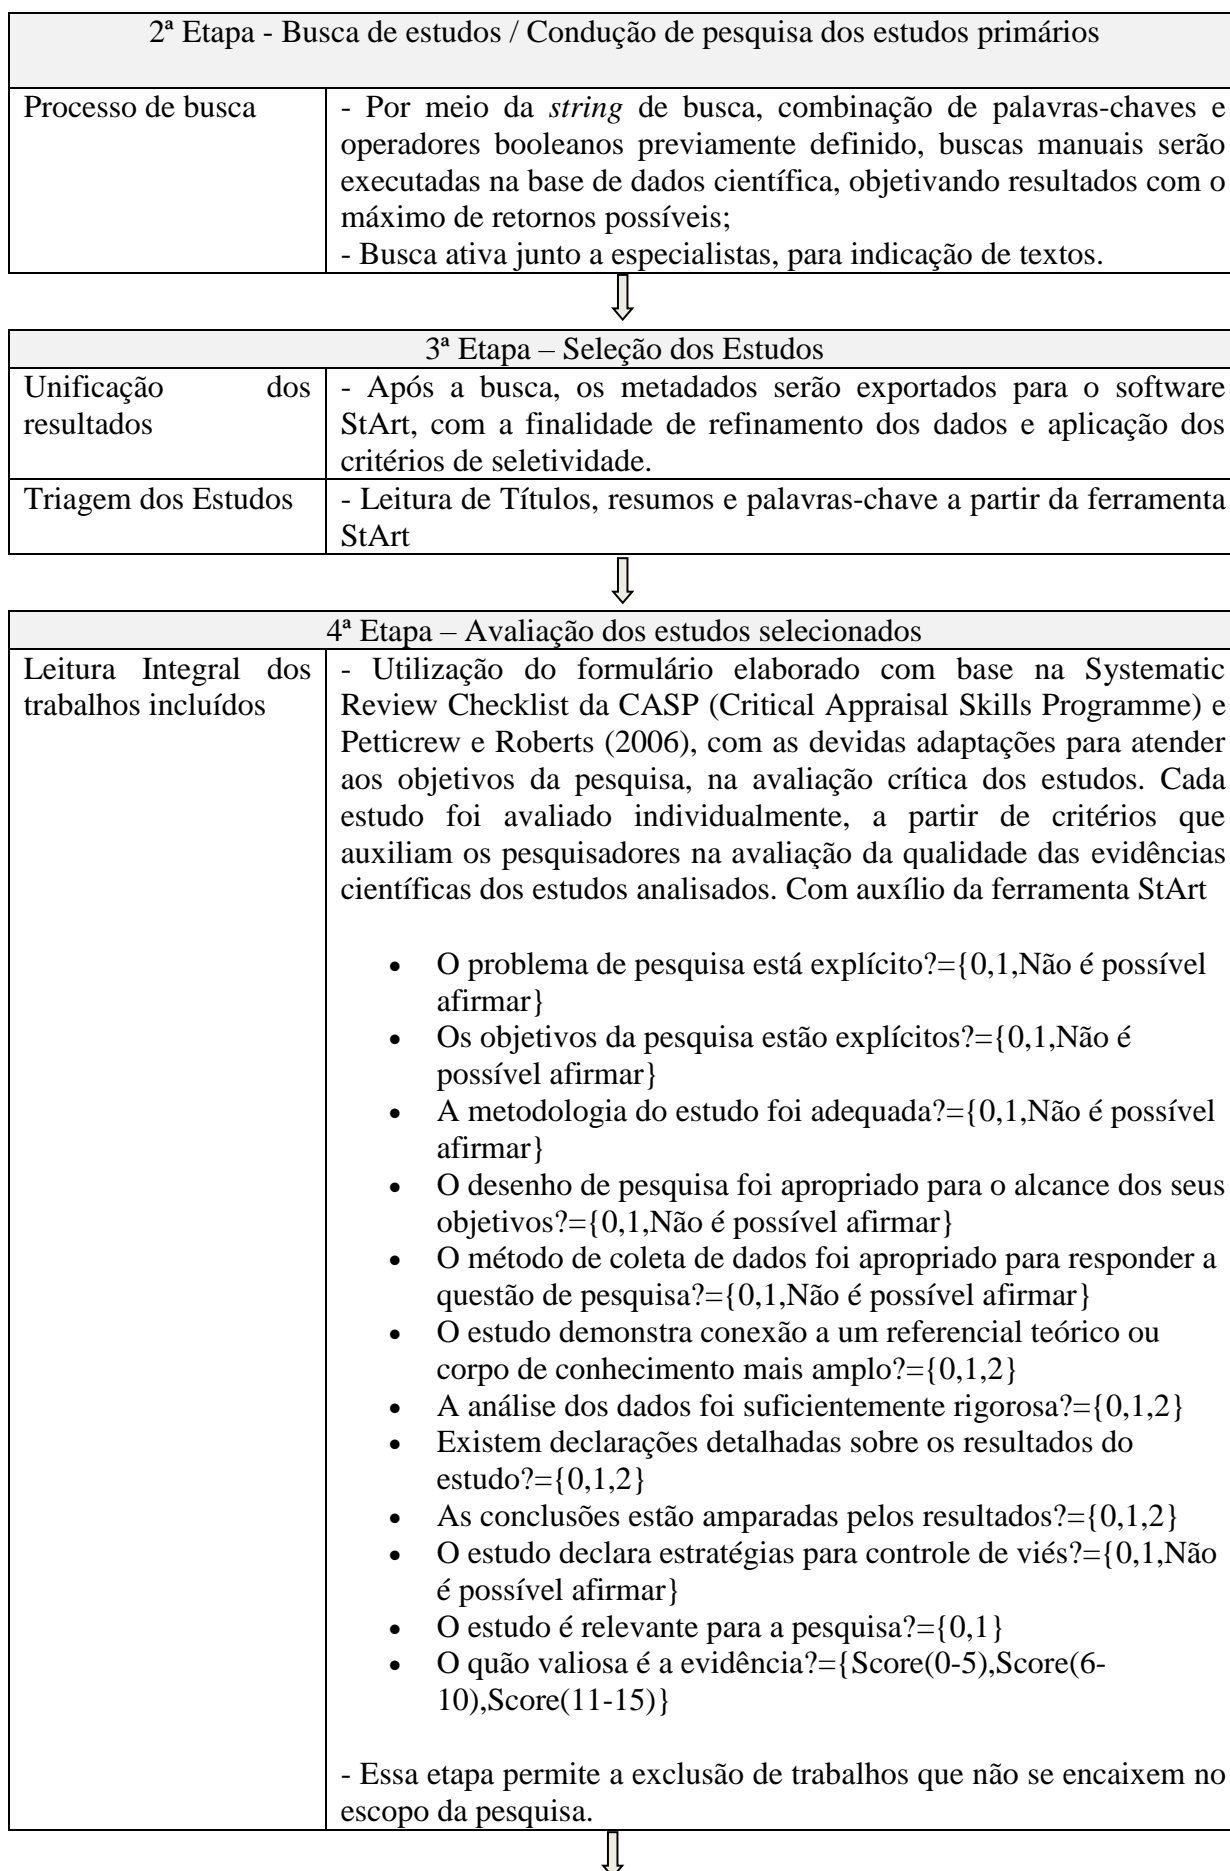 2ª Etapa - Busca de estudos / Condução de pesquisa dos estudos primários
Processo de busca
- Por meio da string de busca, combinação de palavras-chaves e
operadores booleanos previamente definido, buscas manuais serão
executadas na base de dados científica, objetivando resultados com o
máximo de retornos possíveis;
- Busca ativa junto a especialistas, para indicação de textos.
3ª Etapa – Seleção dos Estudos
Unificação dos
resultados
- Após a busca, os metadados serão exportados para o software
StArt, com a finalidade de refinamento dos dados e aplicação dos
critérios de seletividade.
Triagem dos Estudos
- Leitura de Títulos, resumos e palavras-chave a partir da ferramenta
StArt
4ª Etapa – Avaliação dos estudos selecionados
Leitura Integral dos
trabalhos incluídos
- Utilização do formulário elaborado com base na Systematic
Review Checklist da CASP (Critical Appraisal Skills Programme) e
Petticrew e Roberts (2006), com as devidas adaptações para atender
aos objetivos da pesquisa, na avaliação crítica dos estudos. Cada
estudo foi avaliado individualmente, a partir de critérios que
auxiliam os pesquisadores na avaliação da qualidade das evidências
científicas dos estudos analisados. Com auxílio da ferramenta StArt
• O problema de pesquisa está explícito?={0,1,Não é possível
afirmar}
• Os objetivos da pesquisa estão explícitos?={0,1,Não é
possível afirmar}
• A metodologia do estudo foi adequada?={0,1,Não é possível
afirmar}
• O desenho de pesquisa foi apropriado para o alcance dos seus
objetivos?={0,1,Não é possível afirmar}
• O método de coleta de dados foi apropriado para responder a
questão de pesquisa?={0,1,Não é possível afirmar}
• O estudo demonstra conexão a um referencial teórico ou
corpo de conhecimento mais amplo?={0,1,2}
• A análise dos dados foi suficientemente rigorosa?={0,1,2}
• Existem declarações detalhadas sobre os resultados do
estudo?={0,1,2}
• As conclusões estão amparadas pelos resultados?={0,1,2}
• O estudo declara estratégias para controle de viés?={0,1,Não
é possível afirmar}
• O estudo é relevante para a pesquisa?={0,1}
• O quão valiosa é a evidência?={Score(0-5),Score(6-
10),Score(11-15)}
- Essa etapa permite a exclusão de trabalhos que não se encaixem no
escopo da pesquisa.